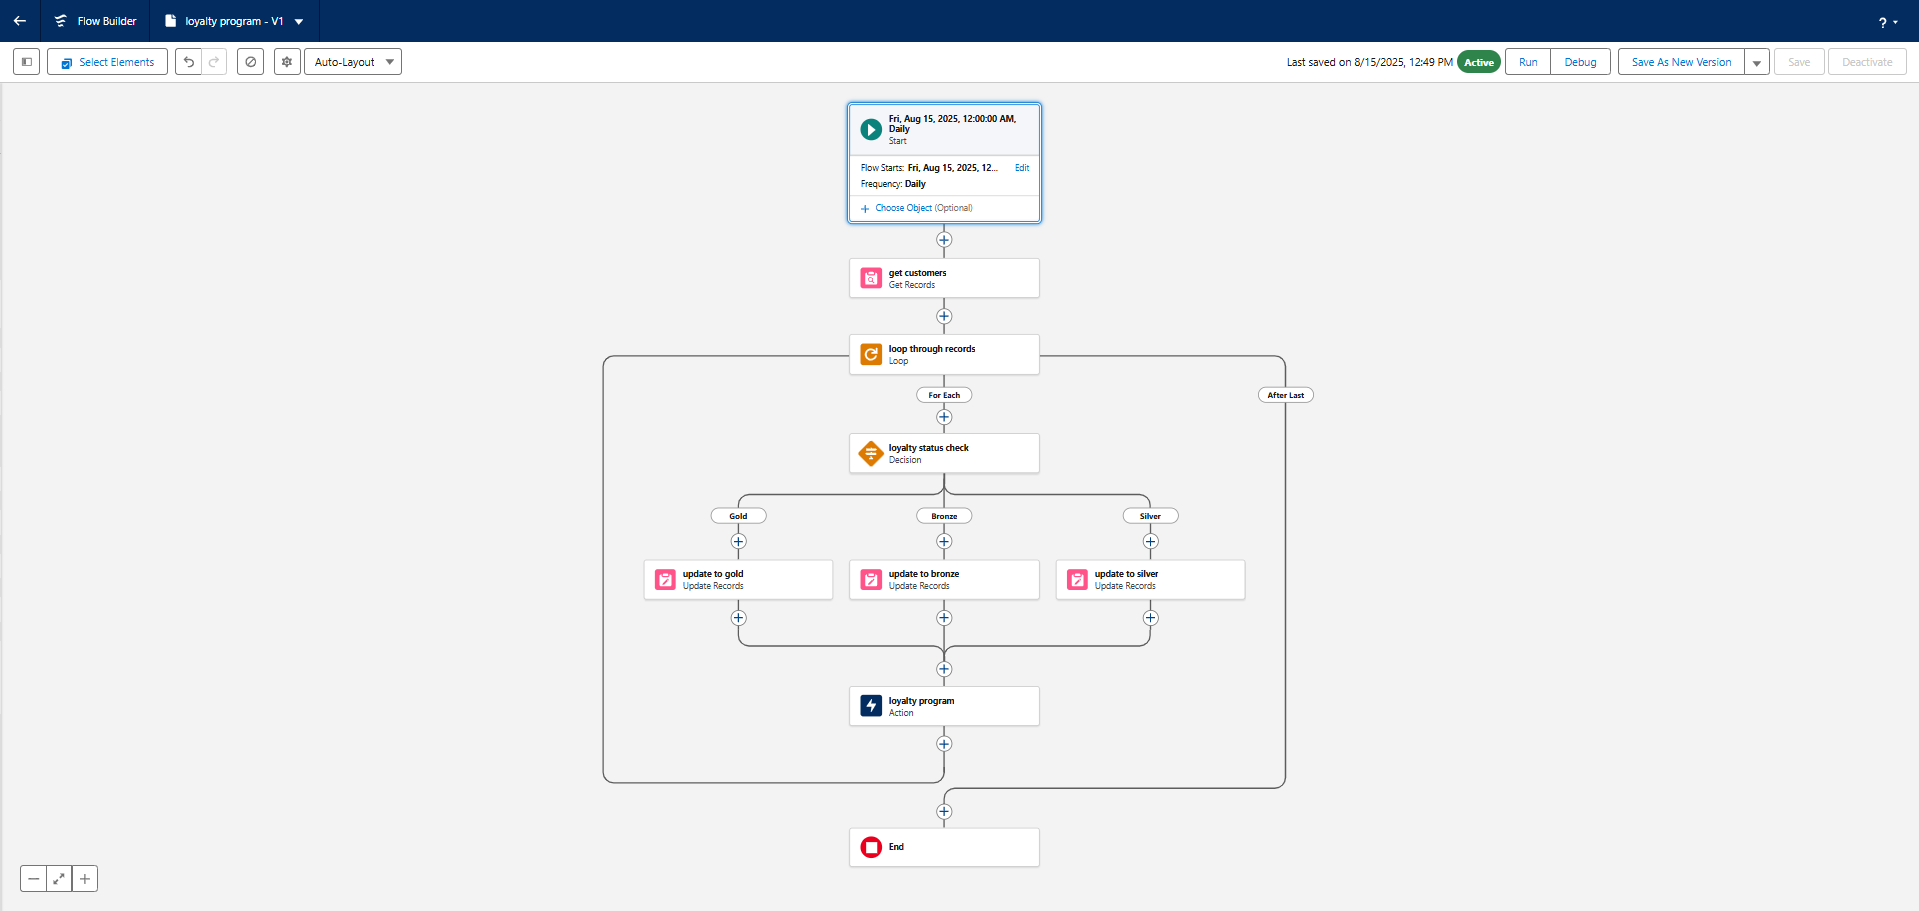 Flow Builder
loyalty program - V1
?
Select Elements
Auto-Layout
Last saved on 8/15/2025, 12:49 PM
Active
Run
Debug
Save As New Version
Save
Deactivate
Fri, Aug 15, 2025, 12:00:00 AM,
Daily
Start
Flow Starts: Fri, Aug 15, 2025, 12...
Edit
Frequency: Daily
Choose Object (Optional)
get customers
Get Records
loop through records
Loop
For Each
After Last
loyalty status check
Decision
Gold
Bronze
Silver
update to gold
Update Records
update to bronze
Update Records
update to silver
Update Records
loyalty program
Action
End